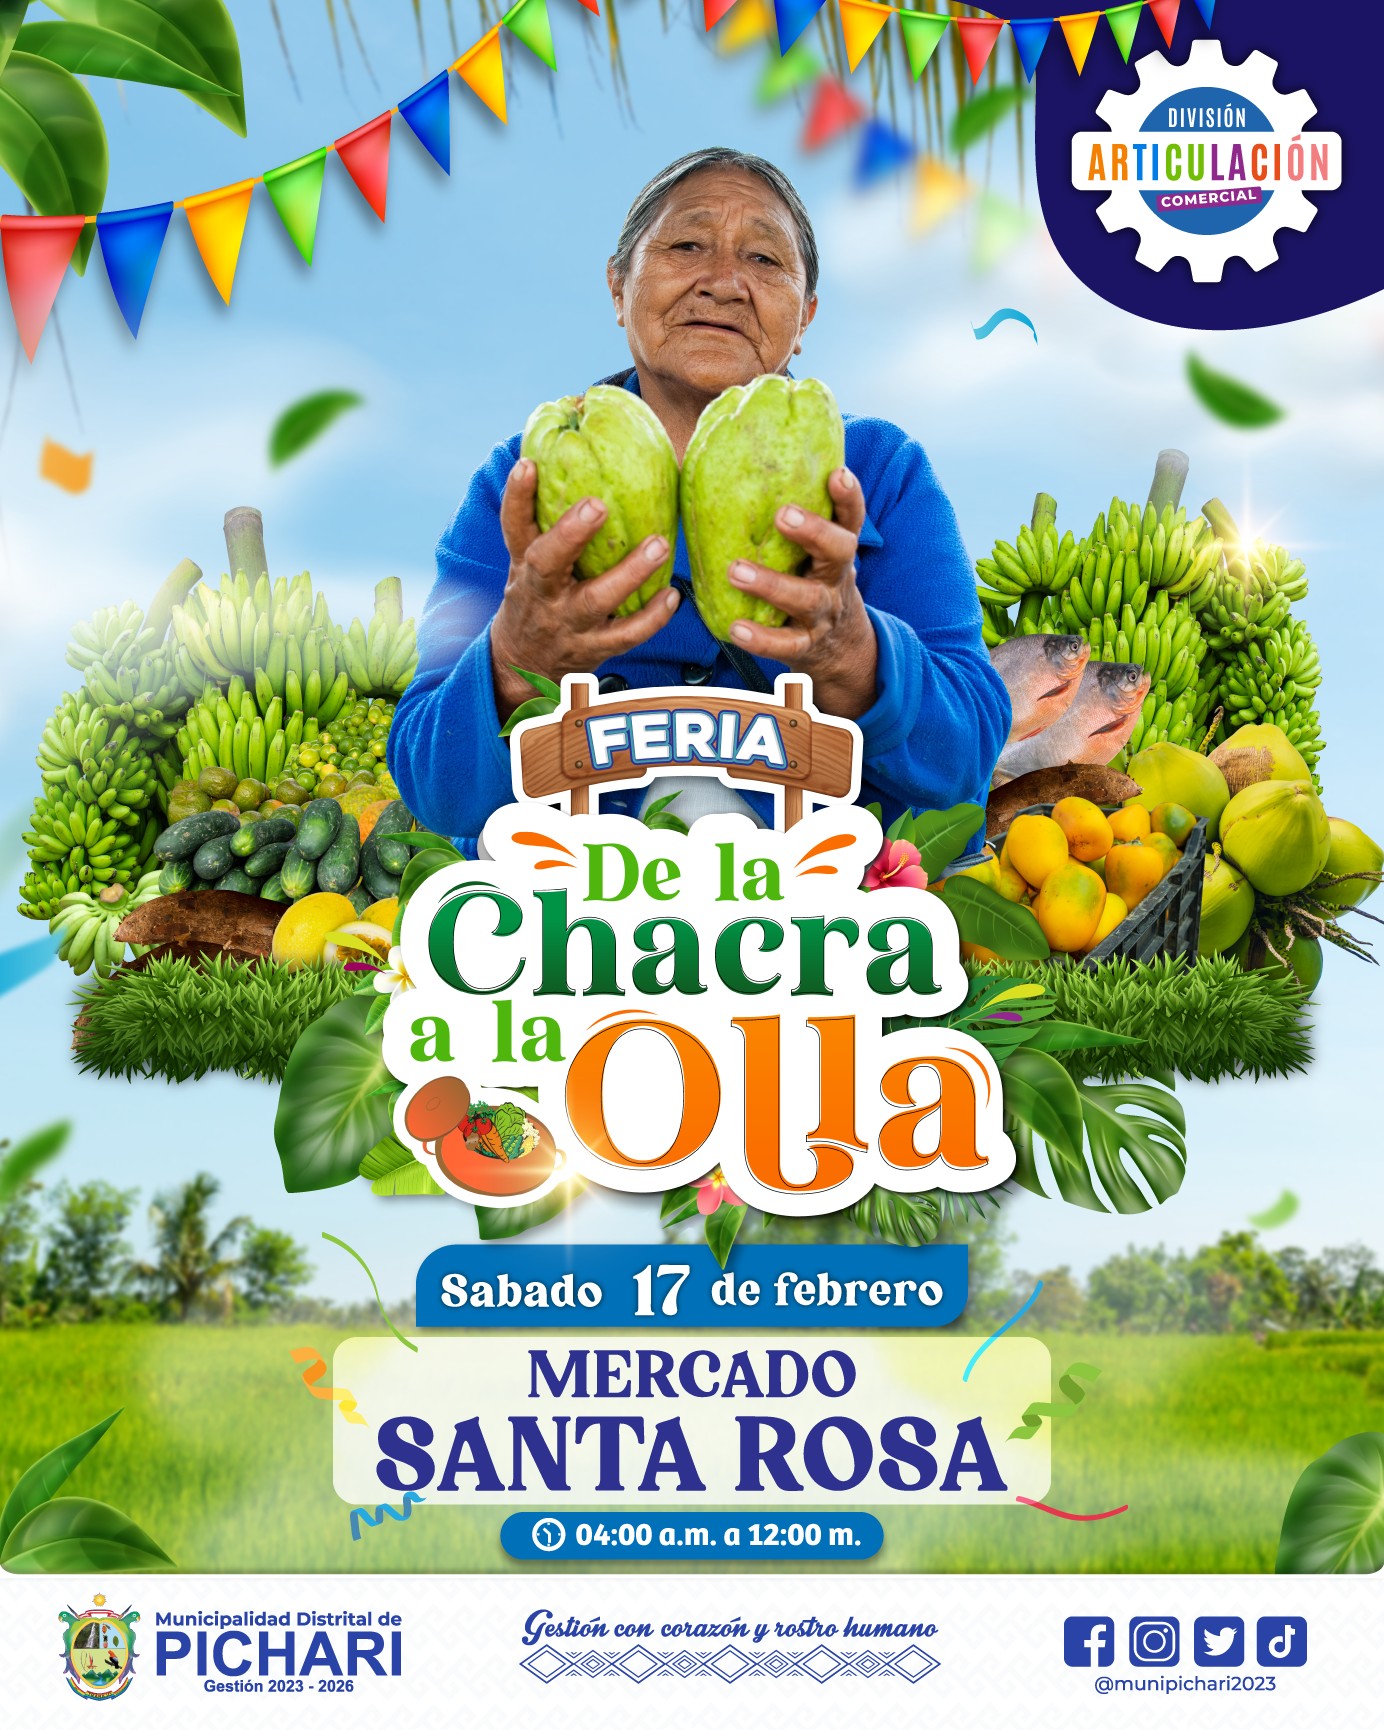 DIVISIÓN
ARTICULACIÓN
COMERCIAL
FERIA
De la
Chacra
a la
Olla
Sabado 17 de febrero
MERCADO
SANTA ROSA
04:00 a.m. a 12:00 m.
Municipalidad Distrital de
PICHARI
Gestión 2023 - 2026
Gestión con corazón y rostro humano
@munipichari2023